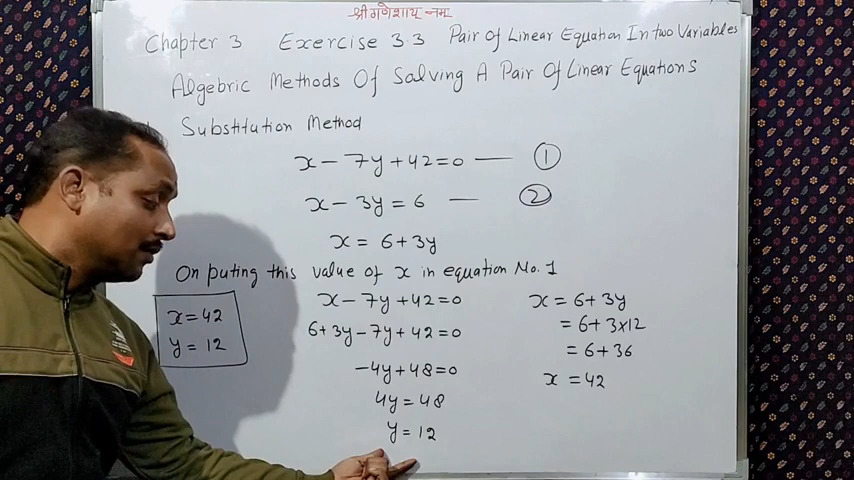 श्री गणेशाय नमः
Chapter 3 Exercise 3.3 Pair Of Linear Equation In two Variables
Algebric Methods Of Solving A Pair Of Linear Equations
Substitution Method
x - 7y + 42 = 0 — ①
x - 3y = 6 — ②
x = 6 + 3y
On puting this value of x in equation No. 1
x - 7y + 42 = 0
6 + 3y - 7y + 42 = 0
-4y + 48 = 0
4y = 48
y = 12
x = 6 + 3y
= 6 + 3×12
= 6 + 36
x = 42
x = 42
y = 12